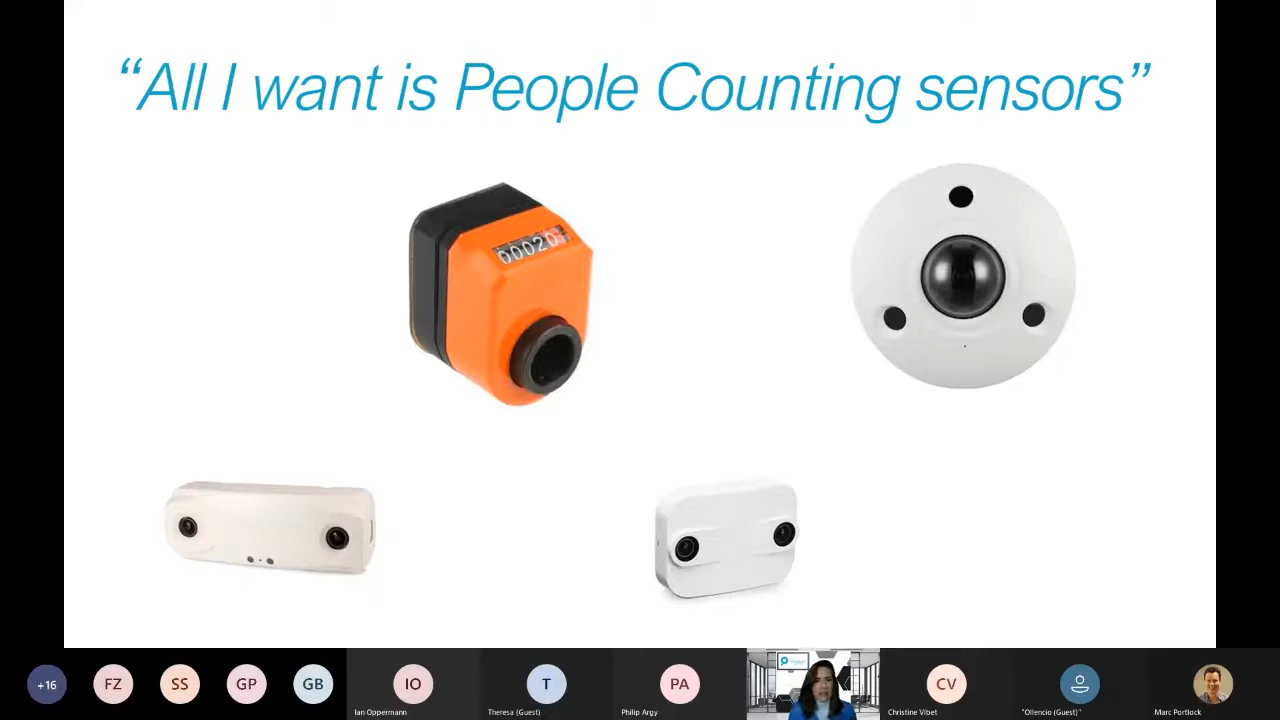 “All I want is People Counting sensors”
00020
+16
FZ
SS
GP
GB
IO
T
PA
CV
Ian Oppermann
Theresa (Guest)
Philip Argy
Christine Vibet
"Ollencio (Guest)"
Marc Portlock